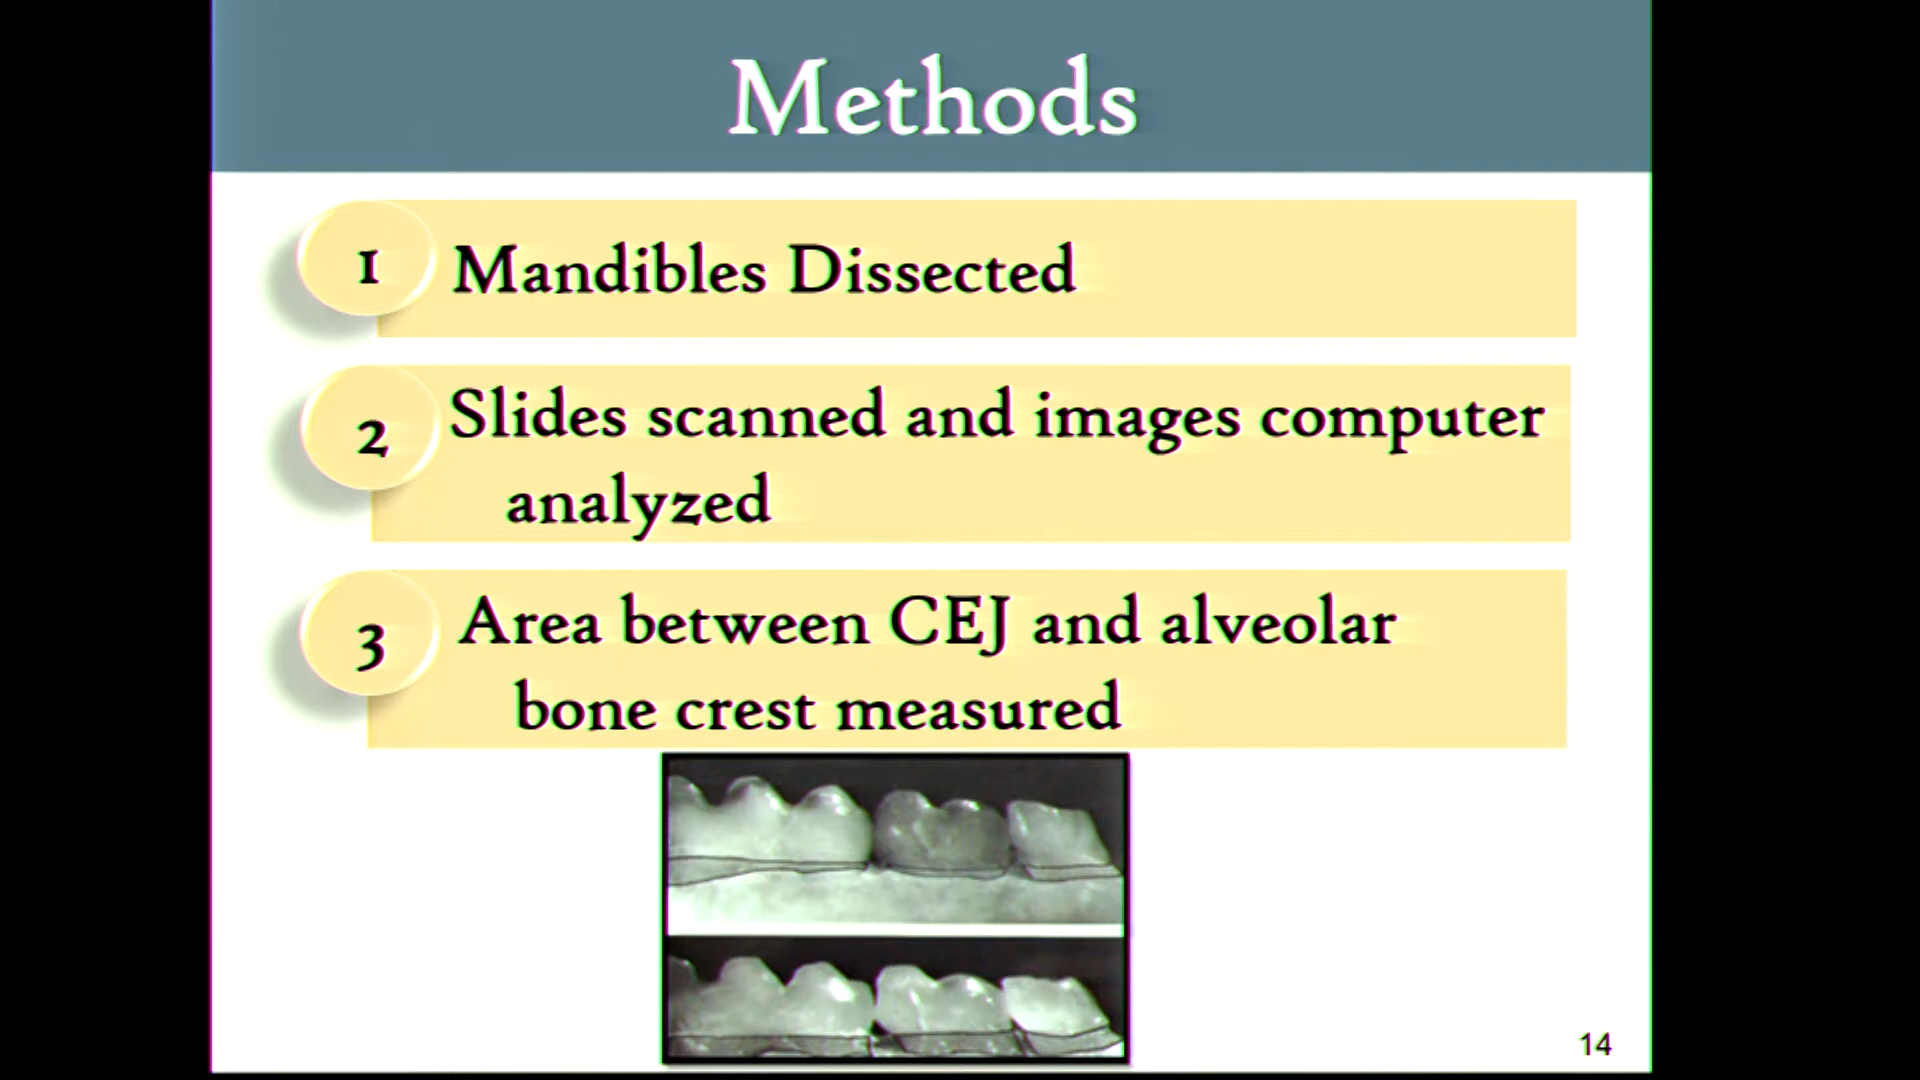 Methods
1 Mandibles Dissected
2 Slides scanned and images computer
analyzed
3 Area between CEJ and alveolar
bone crest measured
14